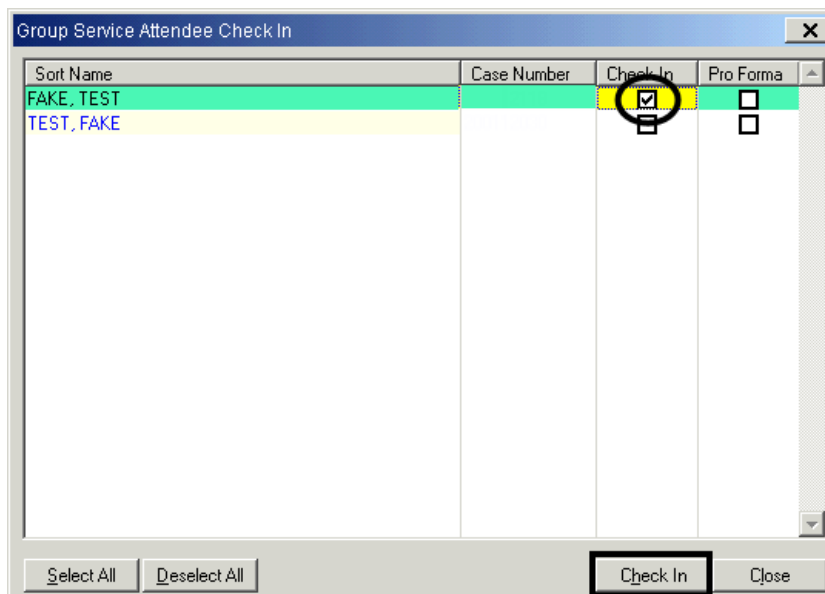 Group Service Attendee Check In
Sort Name Case Number Check In Pro Forma
FAKE, TEST
TEST, FAKE
Select All Deselect All Check In Close